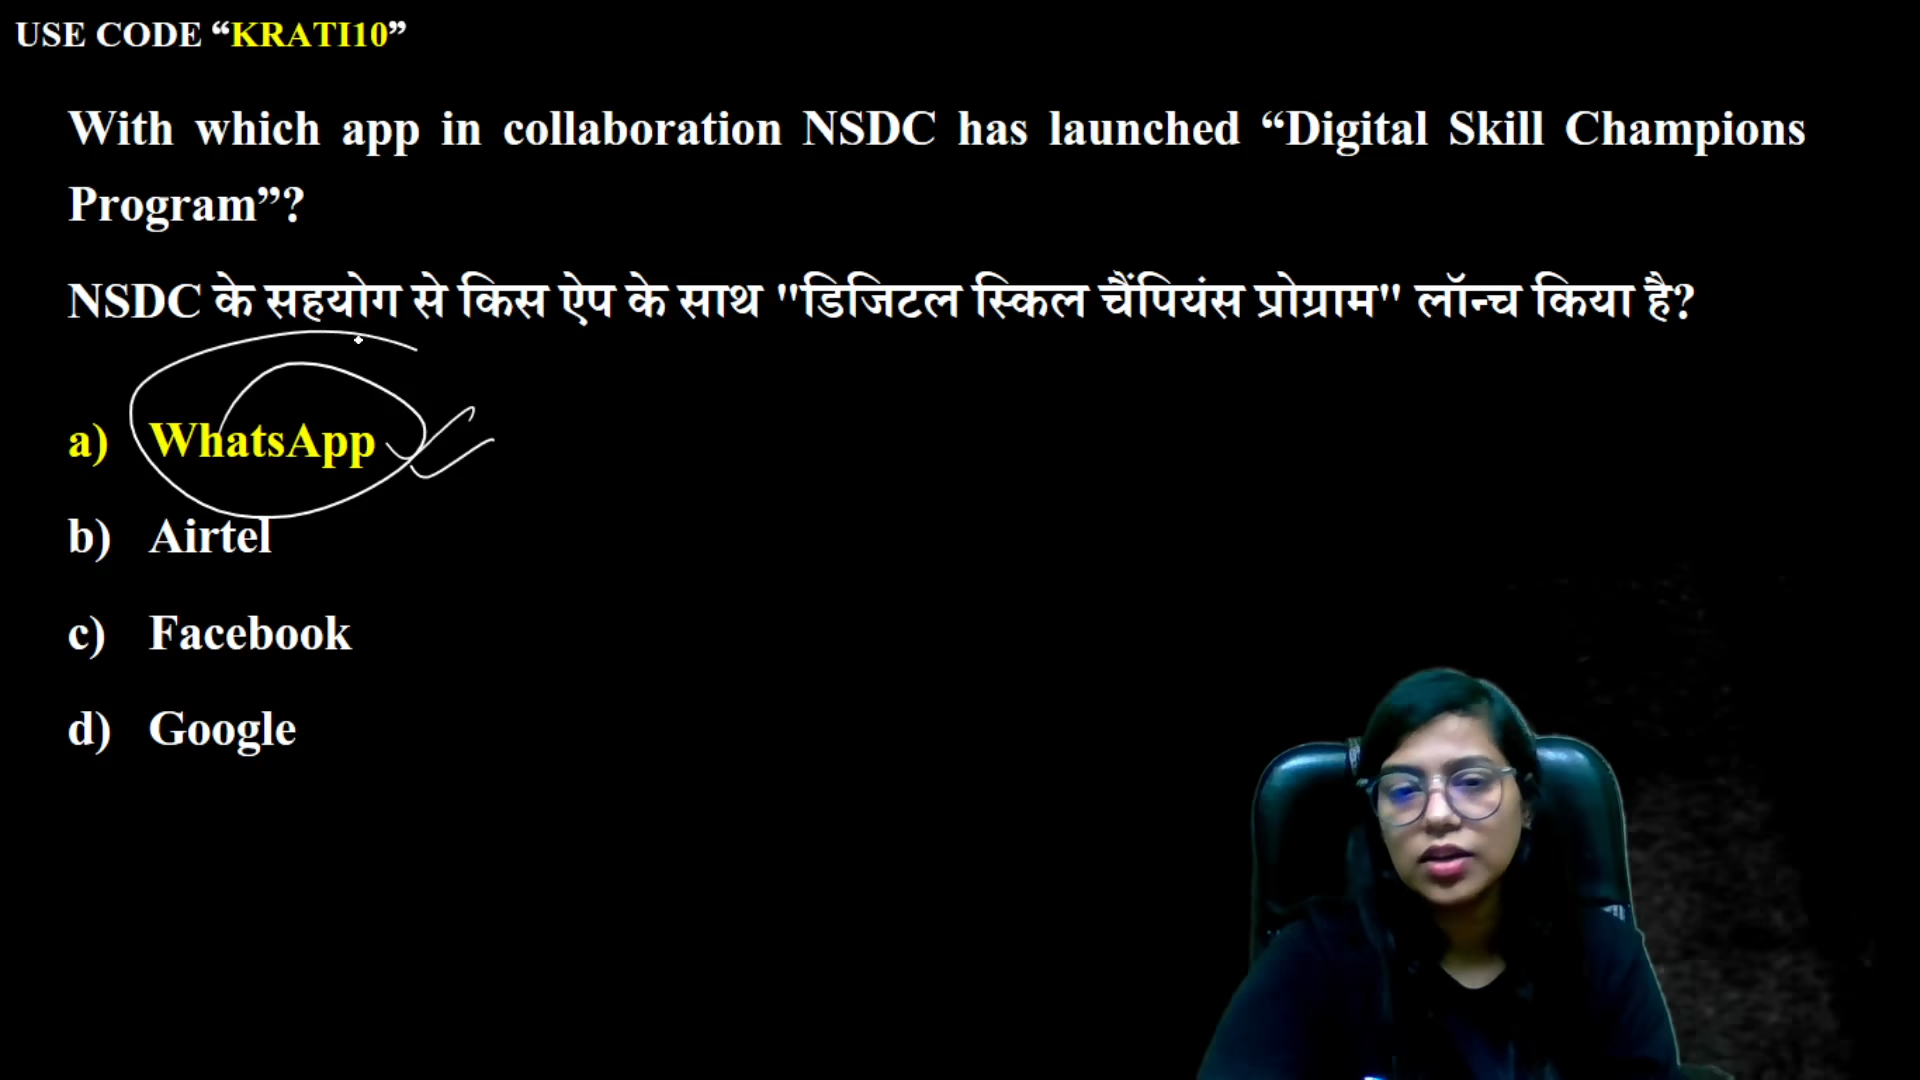 USE CODE “KRATI10”
With which app in collaboration NSDC has launched “Digital Skill Champions
Program”?
NSDC के सहयोग से किस ऐप के साथ "डिजिटल स्किल चैंपियंस प्रोग्राम" लॉन्च किया है?
a) WhatsApp
b) Airtel
c) Facebook
d) Google